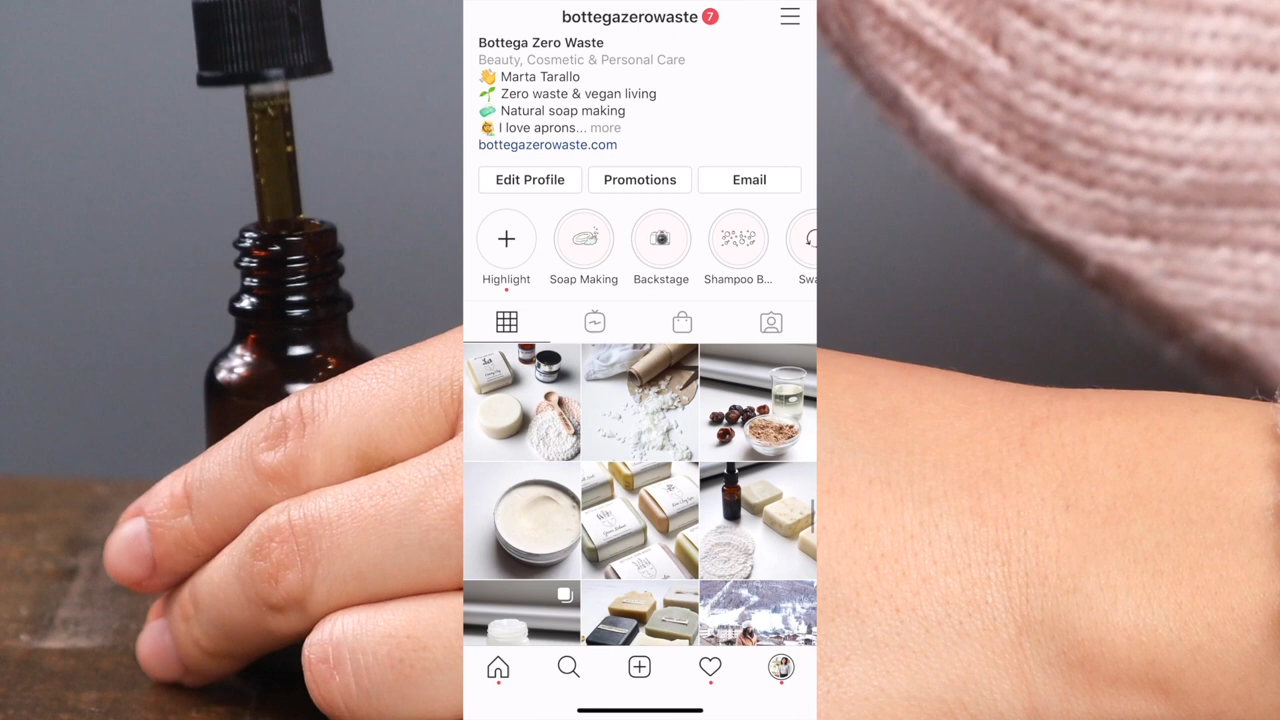 bottegazerowaste 7
Bottega Zero Waste
Beauty, Cosmetic & Personal Care
👋 Marta Tarallo
🌱 Zero waste & vegan living
🧼 Natural soap making
I love aprons... more
bottegazerowaste.com
Edit Profile Promotions Email
Highlight Soap Making Backstage Shampoo B... Swa